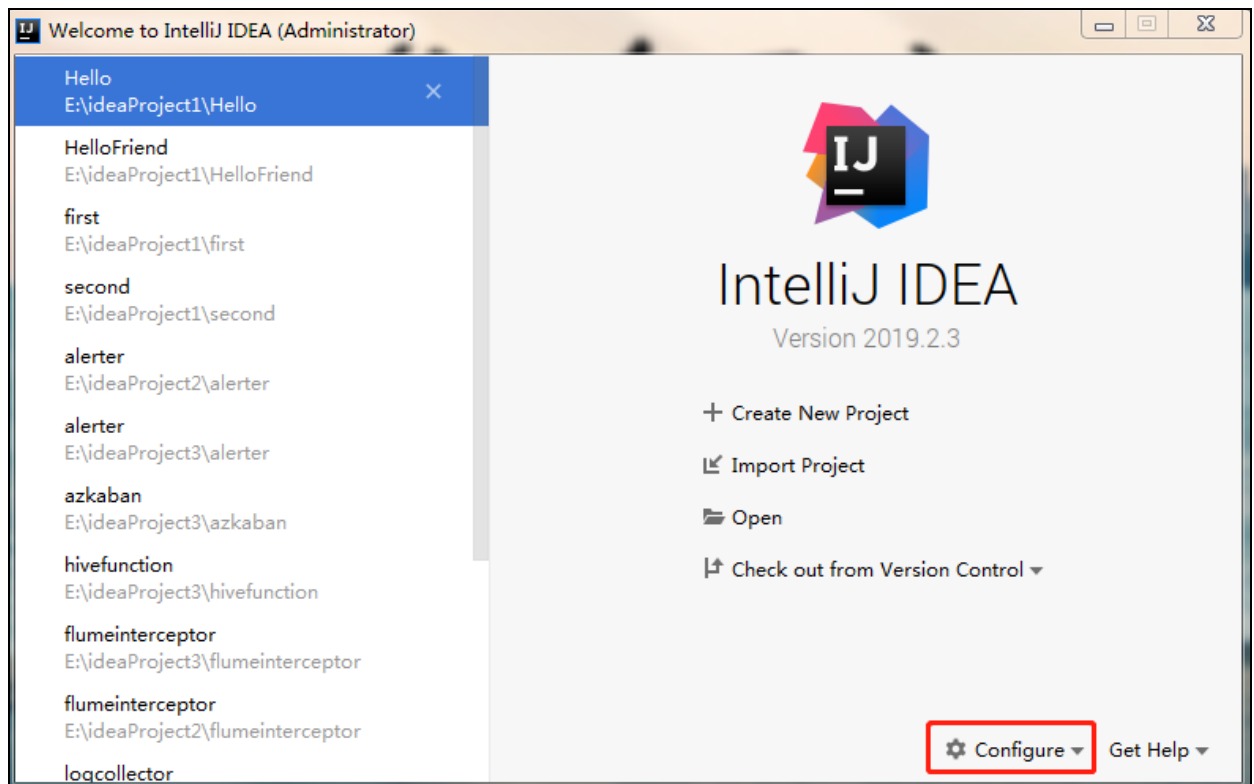 Welcome to IntelliJ IDEA (Administrator)
Hello
E:\ideaProject1\Hello
HelloFriend
E:\ideaProject1\HelloFriend
first
E:\ideaProject1\first
second
E:\ideaProject1\second
alerter
E:\ideaProject2\alerter
alerter
E:\ideaProject3\alerter
azkaban
E:\ideaProject3\azkaban
hivefunction
E:\ideaProject3\hivefunction
flumeinterceptor
E:\ideaProject3\flumeinterceptor
flumeinterceptor
E:\ideaProject2\flumeinterceptor
logcollector
IJ
IntelliJ IDEA
Version 2019.2.3
Create New Project
Import Project
Open
Check out from Version Control
Configure Get Help